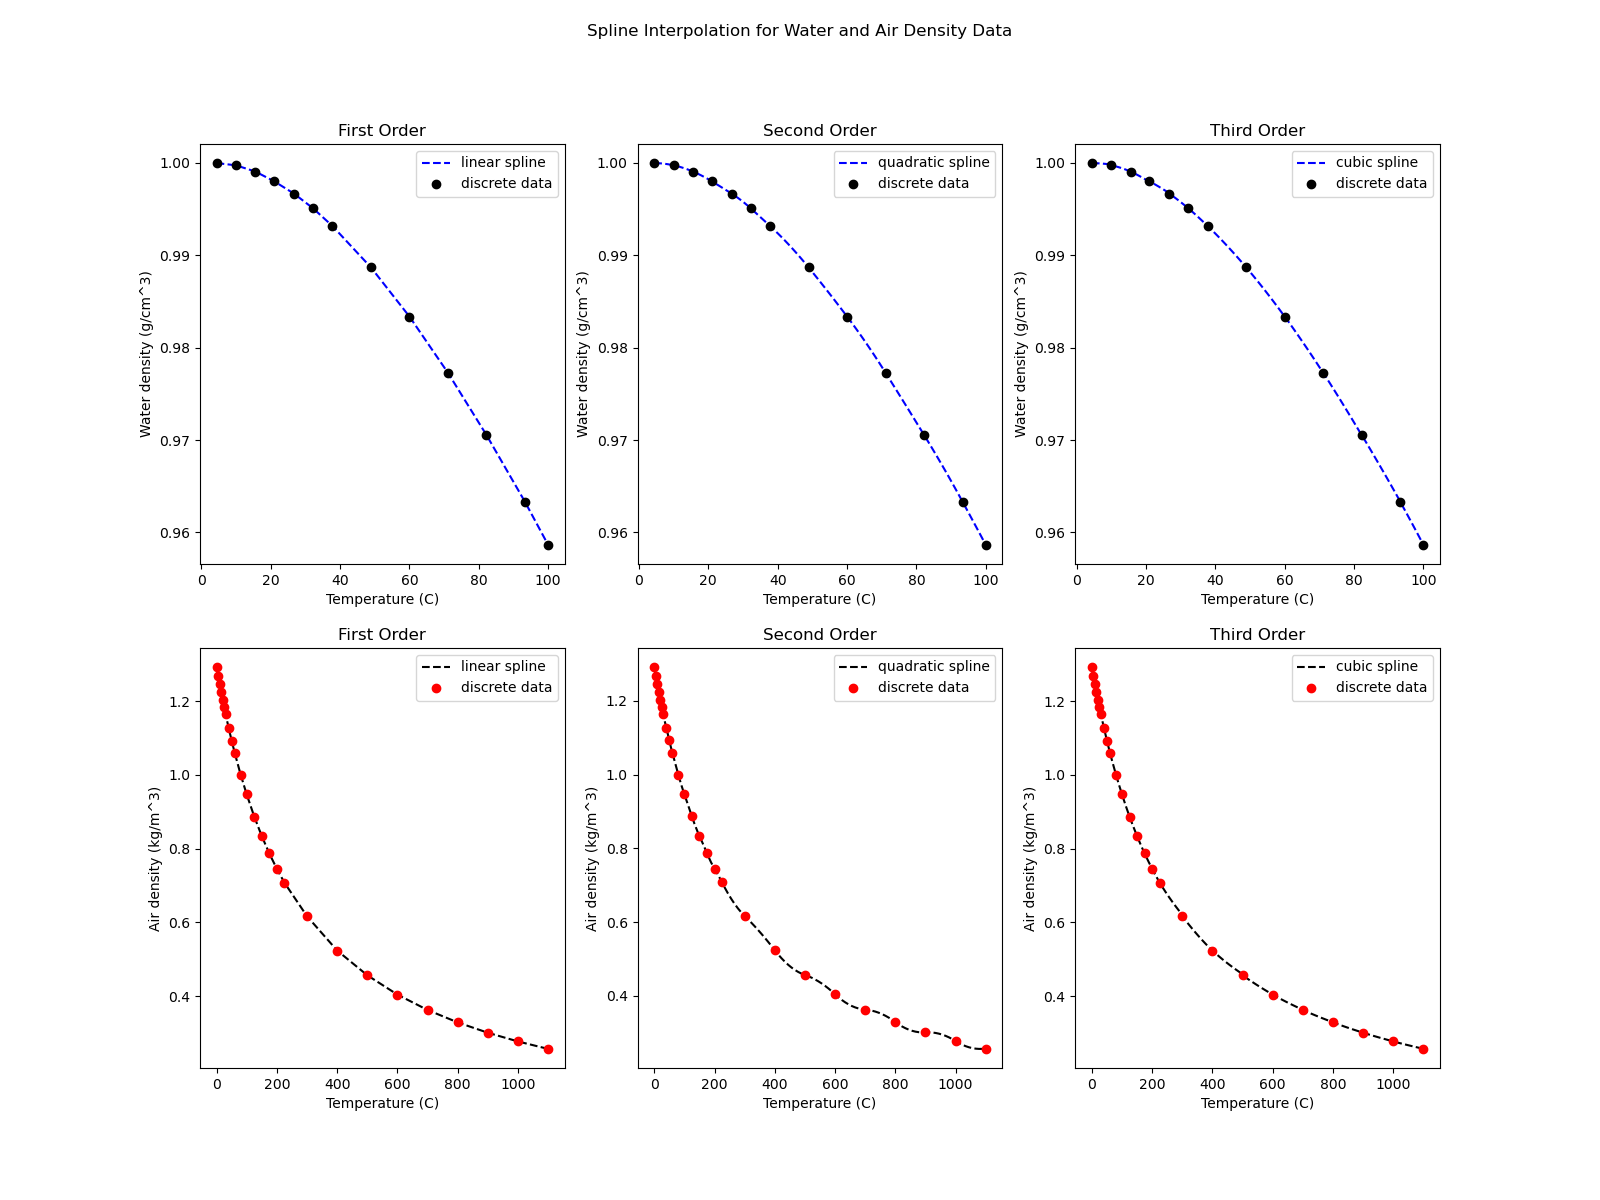 Spline Interpolation for Water and Air Density Data
First Order
linear spline
discrete data
1.00
0.99
0.98
0.97
0.96
Water density (g/cm^3)
0 20 40 60 80 100
Temperature (C)
Second Order
quadratic spline
discrete data
1.00
0.99
0.98
0.97
0.96
Water density (g/cm^3)
0 20 40 60 80 100
Temperature (C)
Third Order
cubic spline
discrete data
1.00
0.99
0.98
0.97
0.96
Water density (g/cm^3)
0 20 40 60 80 100
Temperature (C)
First Order
linear spline
discrete data
1.2
1.0
0.8
0.6
0.4
Air density (kg/m^3)
0 200 400 600 800 1000
Temperature (C)
Second Order
quadratic spline
discrete data
1.2
1.0
0.8
0.6
0.4
Air density (kg/m^3)
0 200 400 600 800 1000
Temperature (C)
Third Order
cubic spline
discrete data
1.2
1.0
0.8
0.6
0.4
Air density (kg/m^3)
0 200 400 600 800 1000
Temperature (C)